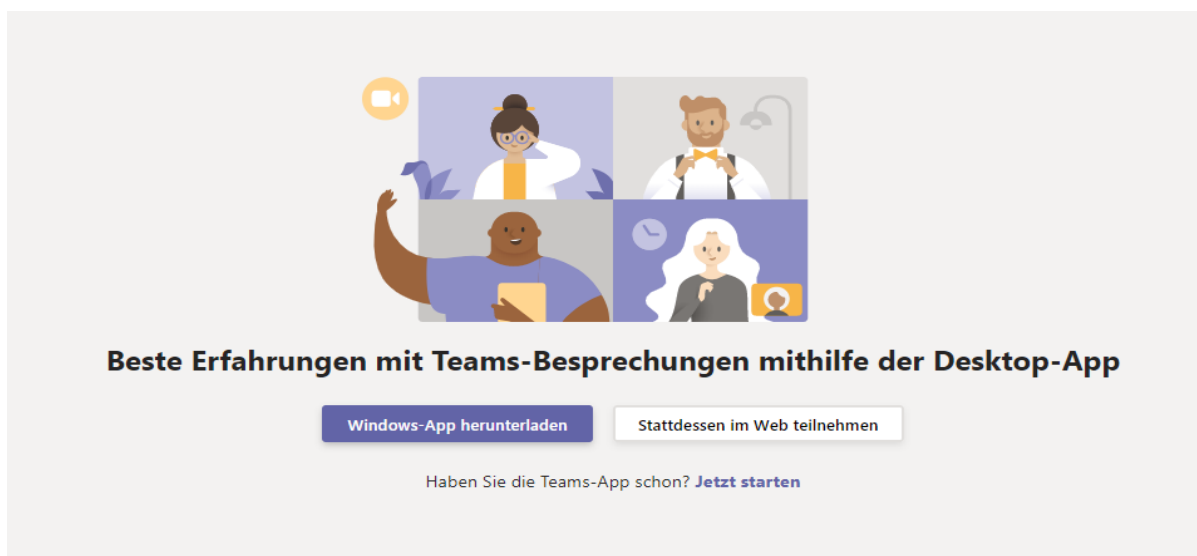 Beste Erfahrungen mit Teams-Besprechungen mithilfe der Desktop-App
Windows-App herunterladen
Stattdessen im Web teilnehmen
Haben Sie die Teams-App schon? Jetzt starten